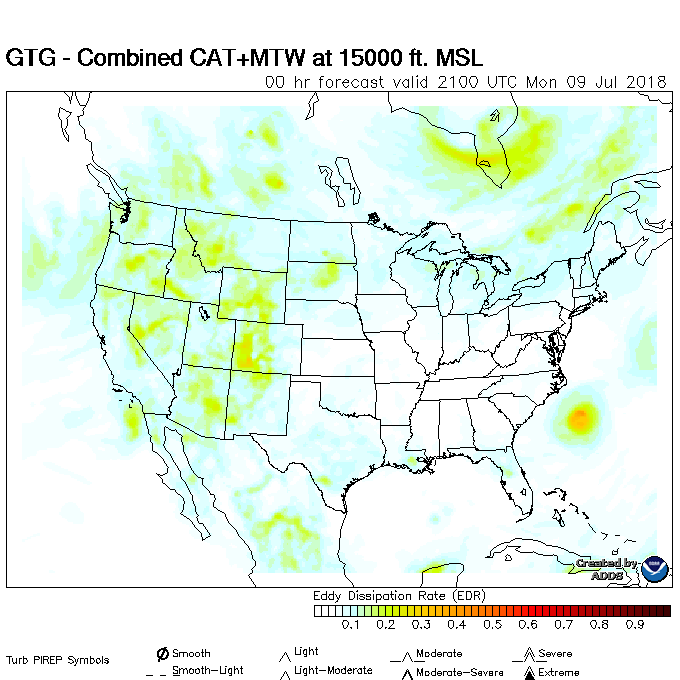 GTG - Combined CAT+MTW at 15000 ft. MSL
00 hr forecast valid 2100 UTC Mon 09 Jul 2018
Created by
ADDS
Eddy Dissipation Rate (EDR)
0.1 0.2 0.3 0.4 0.5 0.6 0.7 0.8 0.9
Turb PIREP Symbols
Smooth Light Moderate Severe
Smooth-Light Light-Moderate Moderate-Severe Extreme